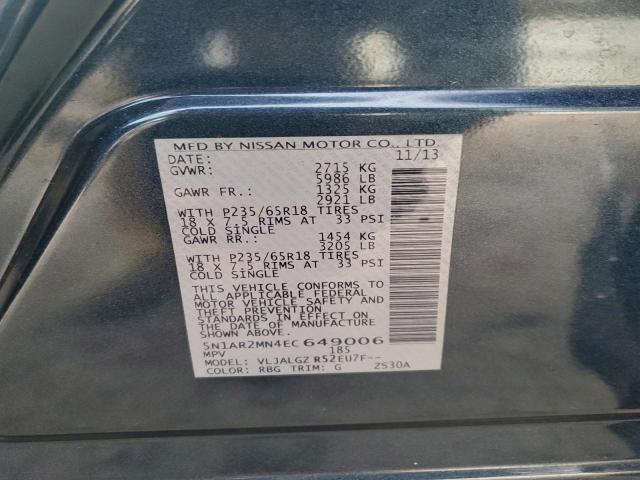 MFD BY NISSAN MOTOR CO., LTD
DATE: 11/13
GVWR: 2715 KG
5986 LB
GAWR FR.: 1325 KG
2921 LB
WITH P235/65R18 TIRES
18 X 7.5 RIMS AT 33 PSI
COLD SINGLE
GAWR RR.: 1454 KG
3205 LB
WITH P235/65R18 TIRES
18 X 7.5 RIMS AT 33 PSI
COLD SINGLE
THIS VEHICLE CONFORMS TO
ALL APPLICABLE FEDERAL
MOTOR VEHICLE SAFETY AND
THEFT PREVENTION
STANDARDS IN EFFECT ON
THE DATE OF MANUFACTURE
SHOWN ABOVE.
5N1AR2MN4EC649006
MPV 185
MODEL: VLJALGZ R52EU7F--
COLOR: RBG TRIM: G ZS30A